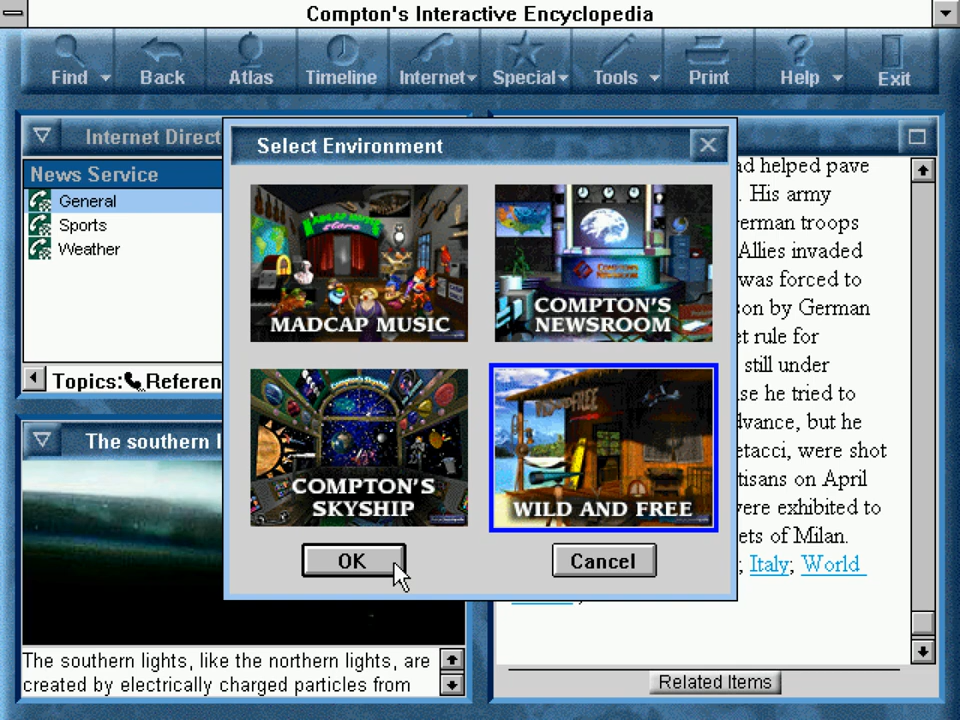 Compton's Interactive Encyclopedia
Find Back Atlas Timeline Internet Special Tools Print Help Exit
Internet Direct
News Service
General
Sports
Weather
Topics: Referen
The southern l
The southern lights, like the northern lights, are
created by electrically charged particles from
Select Environment
MADCAP MUSIC
COMPTON'S
NEWSROOM
COMPTON'S
SKYSHIP
WILD AND FREE
OK Cancel
ad helped pave
. His army
erman troops
Allies invaded
was forced to
son by German
et rule for
still under
se he tried to
dvance, but he
etacci, were shot
tisans on April
were exhibited to
ets of Milan.
; Italy; World
Related Items